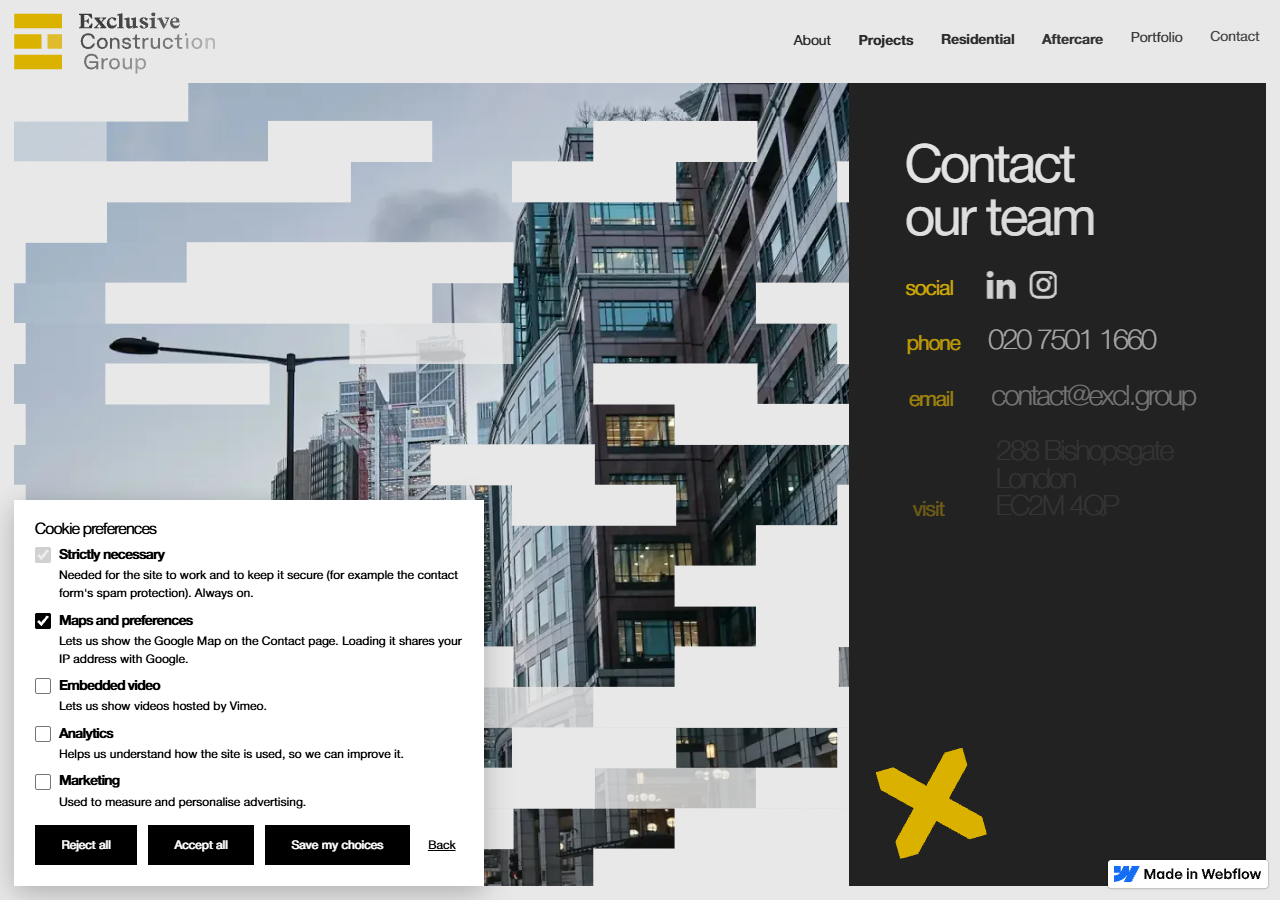 Exclusive
Construction
Group
About
Projects
Residential
Aftercare
Portfolio
Contact
Contact
our team
social
phone
020 7501 1660
email
contact@excl.group
visit
288 Bishopsgate
London
EC2M 4QP
Cookie preferences
Strictly necessary
Needed for the site to work and to keep it secure (for example the contact
form's spam protection). Always on.
Maps and preferences
Lets us show the Google Map on the Contact page. Loading it shares your
IP address with Google.
Embedded video
Lets us show videos hosted by Vimeo.
Analytics
Helps us understand how the site is used, so we can improve it.
Marketing
Used to measure and personalise advertising.
Reject all
Accept all
Save my choices
Back
Made in Webflow